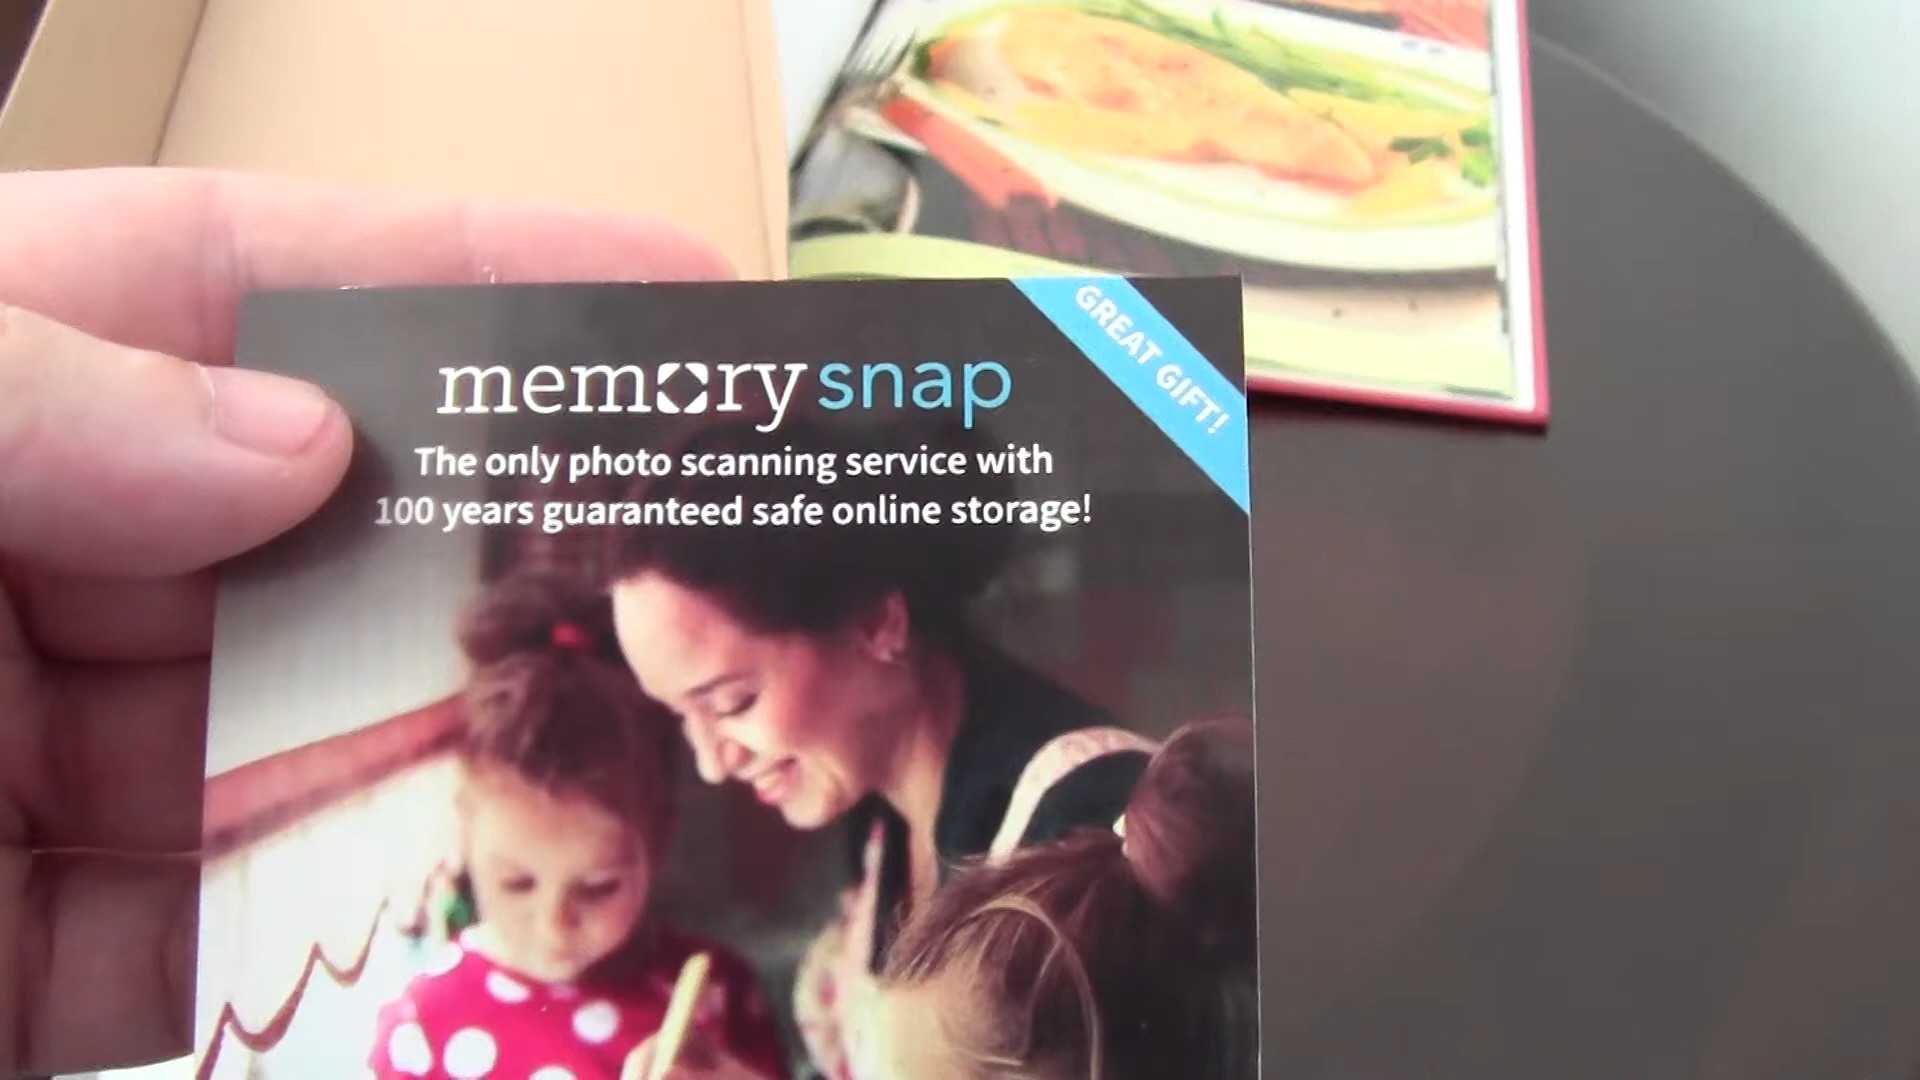 memory snap
GREAT GIFT!
The only photo scanning service with
100 years guaranteed safe online storage!